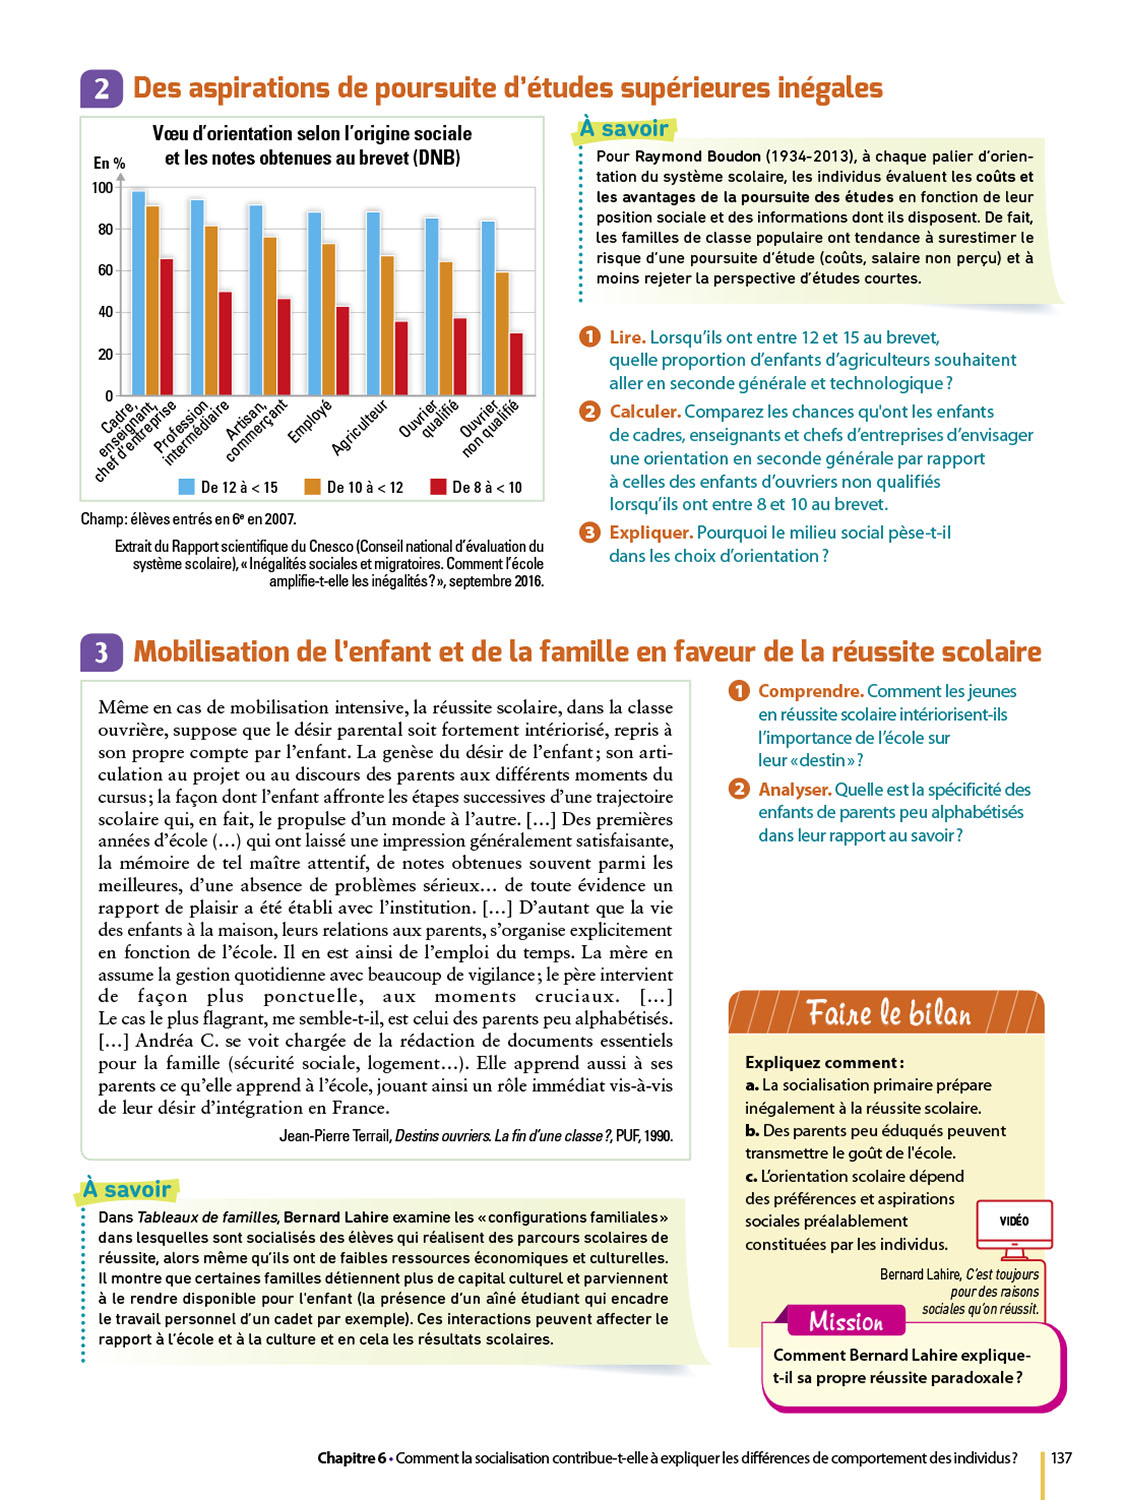 2 Des aspirations de poursuite d’études supérieures inégales
Vœu d’orientation selon l’origine sociale
et les notes obtenues au brevet (DNB)
En %
100
80
60
40
20
0
Cadre,
enseignant,
chef d’entreprise
Profession
intermédiaire
Artisan,
commerçant
Employé
Agriculteur
Ouvrier
qualifié
Ouvrier
non qualifié
De 12 à < 15
De 10 à < 12
De 8 à < 10
Champ : élèves entrés en 6e en 2007.
Extrait du Rapport scientifique du Cnesco (Conseil national d’évaluation du
système scolaire), « Inégalités sociales et migratoires. Comment l’école
amplifie-t-elle les inégalités ? », septembre 2016.
À savoir
Pour Raymond Boudon (1934-2013), à chaque palier d’orien-
tation du système scolaire, les individus évaluent les coûts et
les avantages de la poursuite des études en fonction de leur
position sociale et des informations dont ils disposent. De fait,
les familles de classe populaire ont tendance à surestimer le
risque d’une poursuite d’étude (coûts, salaire non perçu) et à
moins rejeter la perspective d’études courtes.
1 Lire. Lorsqu’ils ont entre 12 et 15 au brevet,
quelle proportion d’enfants d’agriculteurs souhaitent
aller en seconde générale et technologique ?
2 Calculer. Comparez les chances qu'ont les enfants
de cadres, enseignants et chefs d’entreprises d’envisager
une orientation en seconde générale par rapport
à celles des enfants d’ouvriers non qualifiés
lorsqu’ils ont entre 8 et 10 au brevet.
3 Expliquer. Pourquoi le milieu social pèse-t-il
dans les choix d’orientation ?
3 Mobilisation de l’enfant et de la famille en faveur de la réussite scolaire
Même en cas de mobilisation intensive, la réussite scolaire, dans la classe
ouvrière, suppose que le désir parental soit fortement intériorisé, repris à
son propre compte par l’enfant. La genèse du désir de l’enfant ; son arti-
culation au projet ou au discours des parents aux différents moments du
cursus ; la façon dont l’enfant affronte les étapes successives d’une trajectoire
scolaire qui, en fait, le propulse d’un monde à l’autre. […] Des premières
années d’école (…) qui ont laissé une impression généralement satisfaisante,
la mémoire de tel maître attentif, de notes obtenues souvent parmi les
meilleures, d’une absence de problèmes sérieux… de toute évidence un
rapport de plaisir a été établi avec l’institution. […] D’autant que la vie
des enfants à la maison, leurs relations aux parents, s’organise explicitement
en fonction de l’école. Il en est ainsi de l’emploi du temps. La mère en
assume la gestion quotidienne avec beaucoup de vigilance ; le père intervient
de façon plus ponctuelle, aux moments cruciaux. […]
Le cas le plus flagrant, me semble-t-il, est celui des parents peu alphabétisés.
[…] Andréa C. se voit chargée de la rédaction de documents essentiels
pour la famille (sécurité sociale, logement…). Elle apprend aussi à ses
parents ce qu’elle apprend à l’école, jouant ainsi un rôle immédiat vis-à-vis
de leur désir d’intégration en France.
Jean-Pierre Terrail, Destins ouvriers. La fin d’une classe ?, PUF, 1990.
1 Comprendre. Comment les jeunes
en réussite scolaire intériorisent-ils
l’importance de l’école sur
leur « destin » ?
2 Analyser. Quelle est la spécificité des
enfants de parents peu alphabétisés
dans leur rapport au savoir ?
À savoir
Dans Tableaux de familles, Bernard Lahire examine les « configurations familiales »
dans lesquelles sont socialisés des élèves qui réalisent des parcours scolaires de
réussite, alors même qu’ils ont de faibles ressources économiques et culturelles.
Il montre que certaines familles détiennent plus de capital culturel et parviennent
à le rendre disponible pour l'enfant (la présence d’un aîné étudiant qui encadre
le travail personnel d’un cadet par exemple). Ces interactions peuvent affecter le
rapport à l’école et à la culture et en cela les résultats scolaires.
Faire le bilan
Expliquez comment :
a. La socialisation primaire prépare
inégalement à la réussite scolaire.
b. Des parents peu éduqués peuvent
transmettre le goût de l'école.
c. L’orientation scolaire dépend
des préférences et aspirations
sociales préalablement
constituées par les individus.
VIDÉO
Bernard Lahire, C’est toujours
pour des raisons
sociales qu’on réussit.
Mission
Comment Bernard Lahire explique-
t-il sa propre réussite paradoxale ?
Chapitre 6 • Comment la socialisation contribue-t-elle à expliquer les différences de comportement des individus ? 137